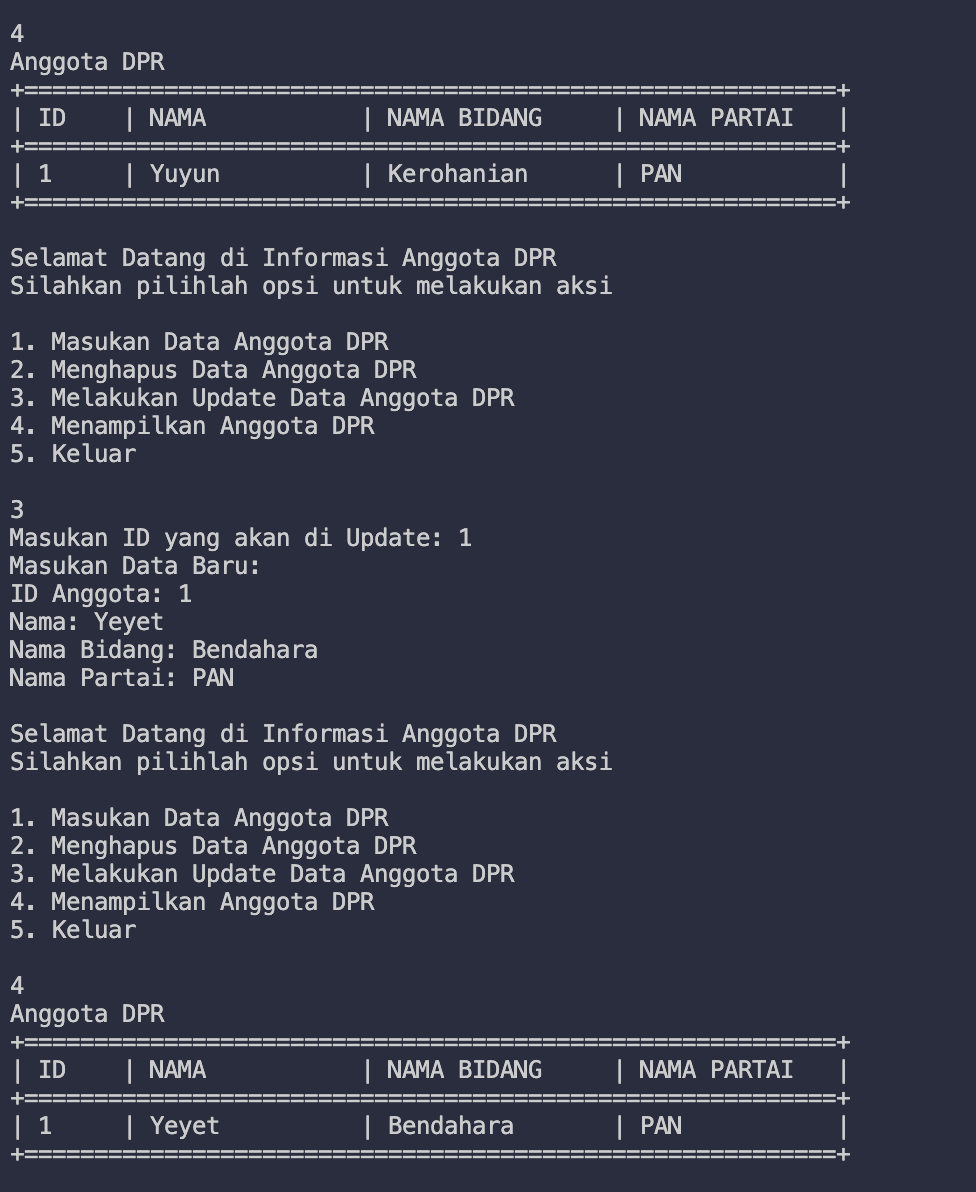 4
Anggota DPR
+==========================================================+
| ID    | NAMA           | NAMA BIDANG     | NAMA PARTAI   |
+==========================================================+
| 1     | Yuyun          | Kerohanian      | PAN           |
+==========================================================+
Selamat Datang di Informasi Anggota DPR
Silahkan pilihlah opsi untuk melakukan aksi
1. Masukan Data Anggota DPR
2. Menghapus Data Anggota DPR
3. Melakukan Update Data Anggota DPR
4. Menampilkan Anggota DPR
5. Keluar
3
Masukan ID yang akan di Update: 1
Masukan Data Baru:
ID Anggota: 1
Nama: Yeyet
Nama Bidang: Bendahara
Nama Partai: PAN
Selamat Datang di Informasi Anggota DPR
Silahkan pilihlah opsi untuk melakukan aksi
1. Masukan Data Anggota DPR
2. Menghapus Data Anggota DPR
3. Melakukan Update Data Anggota DPR
4. Menampilkan Anggota DPR
5. Keluar
4
Anggota DPR
+==========================================================+
| ID    | NAMA           | NAMA BIDANG     | NAMA PARTAI   |
+==========================================================+
| 1     | Yeyet          | Bendahara       | PAN           |
+==========================================================+